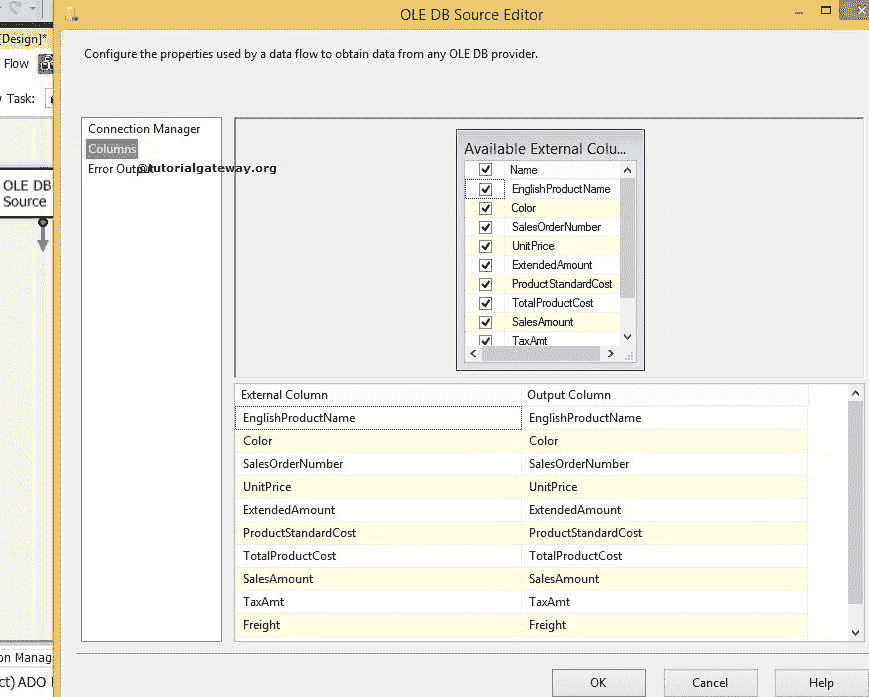 OLE DB Source Editor
[Design]*
Flow
Task:
OLE DB
Source
Configure the properties used by a data flow to obtain data from any OLE DB provider.
Connection Manager
Columns
Error Output
@tutorialgateway.org
Available External Colu...
Name
EnglishProductName
Color
SalesOrderNumber
UnitPrice
ExtendedAmount
ProductStandardCost
TotalProductCost
SalesAmount
TaxAmt
External Column Output Column
EnglishProductName EnglishProductName
Color Color
SalesOrderNumber SalesOrderNumber
UnitPrice UnitPrice
ExtendedAmount ExtendedAmount
ProductStandardCost ProductStandardCost
TotalProductCost TotalProductCost
SalesAmount SalesAmount
TaxAmt TaxAmt
Freight Freight
on Manag
ct) ADO
OK Cancel Help